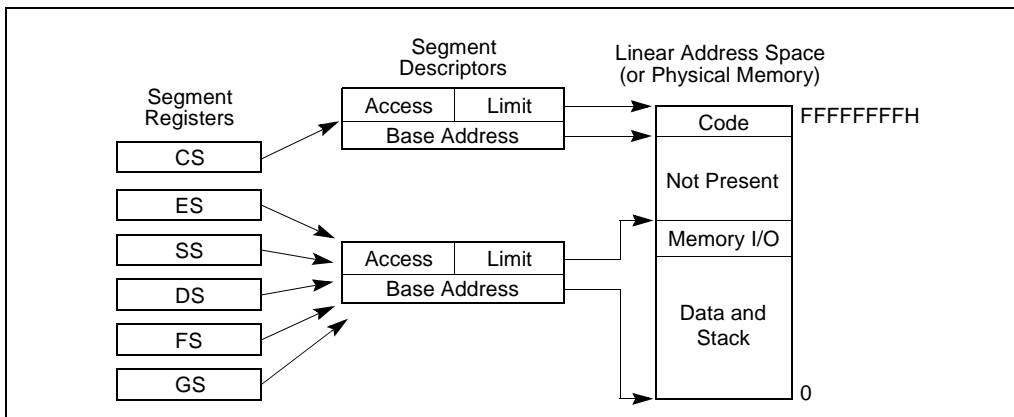 Segment
Registers
CS
ES
SS
DS
FS
GS
Segment
Descriptors
Access Limit
Base Address
Access Limit
Base Address
Linear Address Space
(or Physical Memory)
Code
FFFFFFFFH
Not Present
Memory I/O
Data and
Stack
0